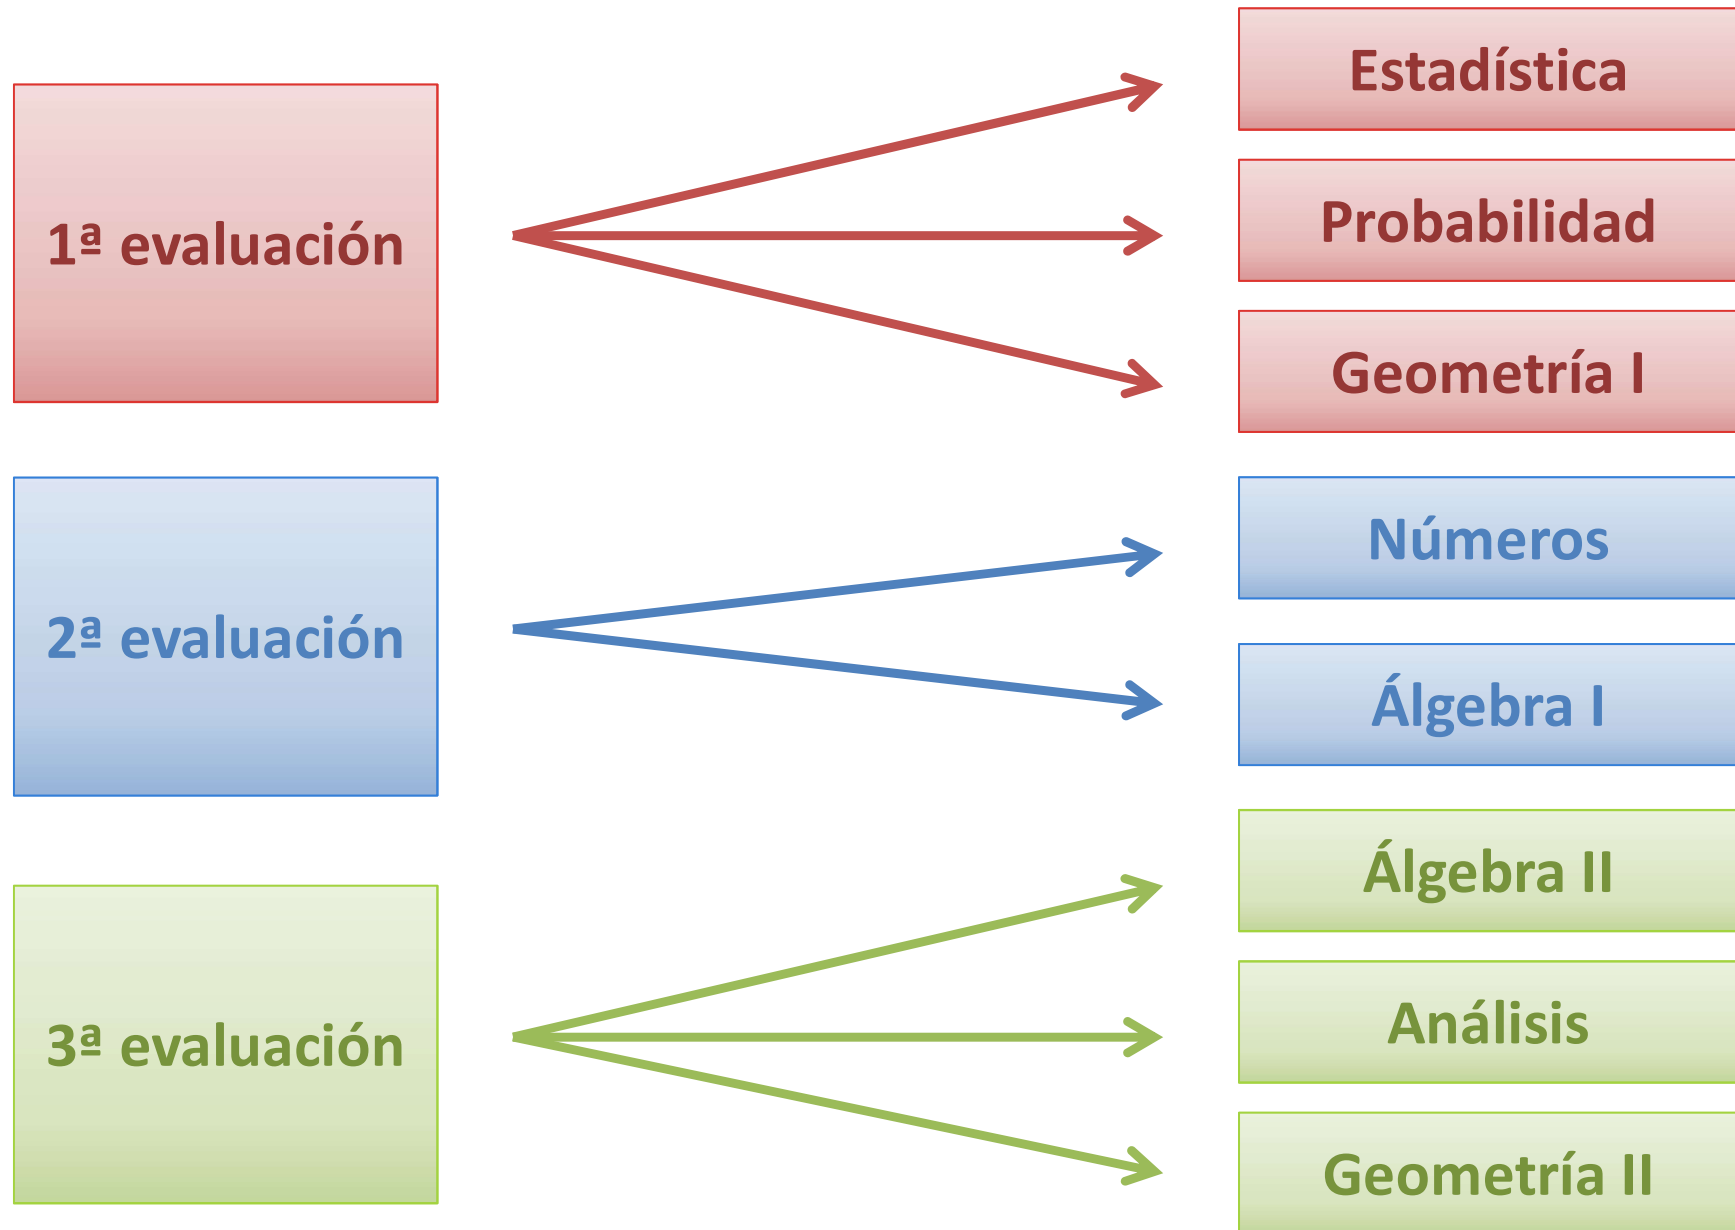 1ª evaluación
Estadística
Probabilidad
Geometría I
2ª evaluación
Números
Álgebra I
3ª evaluación
Álgebra II
Análisis
Geometría II